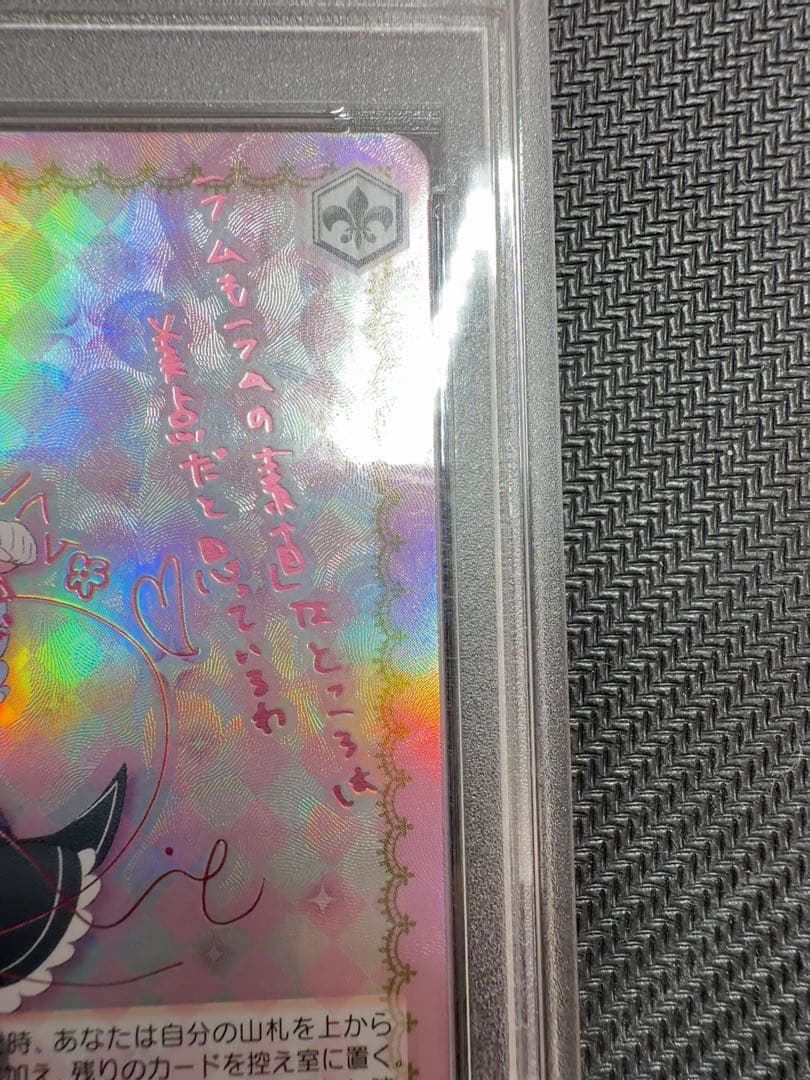 ラムもラムの素直なところは
美点だと思っているわ
時、あなたは自分の山札を上から
加え、残りのカードを控え室に置く。